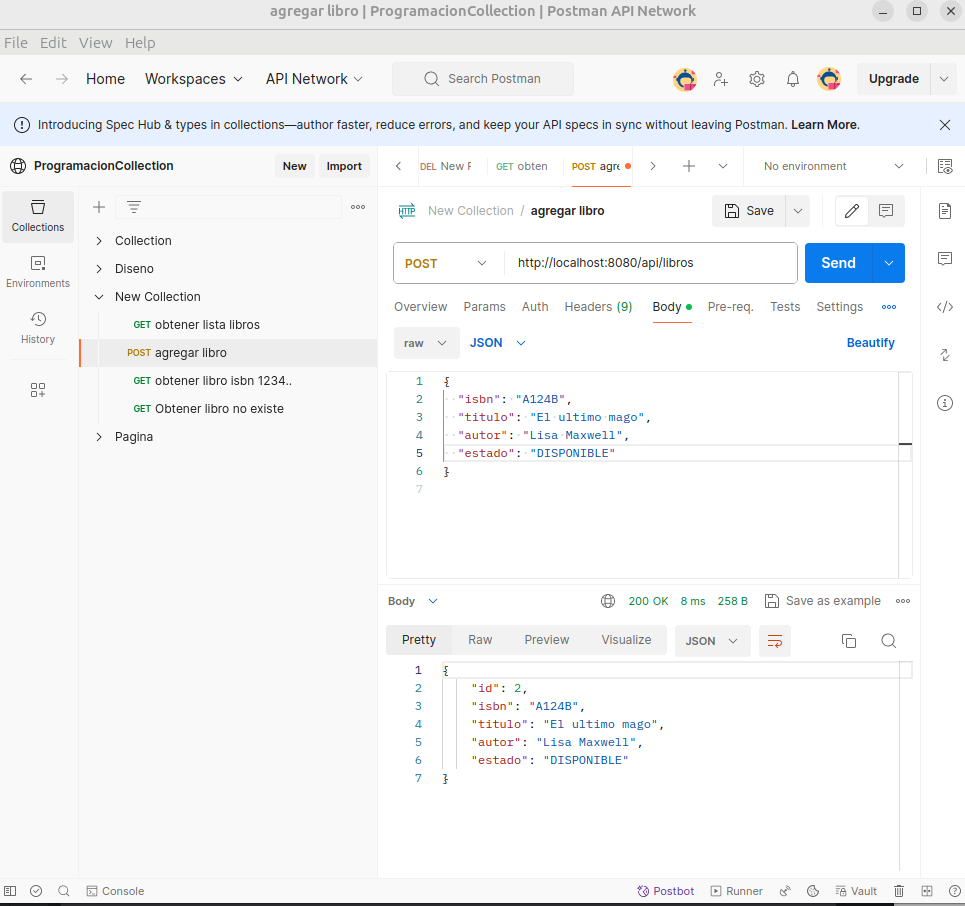 agregar libro | ProgramacionCollection | Postman API Network
File Edit View Help
Home Workspaces API Network Search Postman Upgrade
Introducing Spec Hub & types in collections—author faster, reduce errors, and keep your API specs in sync without leaving Postman. Learn More.
ProgramacionCollection New Import
DEL New F GET obten POST agre No environment
Collections
Environments
History
Collection
Diseno
New Collection
GET obtener lista libros
POST agregar libro
GET obtener libro isbn 1234..
GET Obtener libro no existe
Pagina
HTTP New Collection / agregar libro Save
POST http://localhost:8080/api/libros Send
Overview Params Auth Headers (9) Body Pre-req. Tests Settings
raw JSON Beautify
1 {
2 "isbn": "A124B",
3 "titulo": "El ultimo mago",
4 "autor": "Lisa Maxwell",
5 "estado": "DISPONIBLE"
6 }
7
Body 200 OK 8 ms 258 B Save as example
Pretty Raw Preview Visualize JSON
1 {
2 "id": 2,
3 "isbn": "A124B",
4 "titulo": "El ultimo mago",
5 "autor": "Lisa Maxwell",
6 "estado": "DISPONIBLE"
7 }
Console Postbot Runner Vault